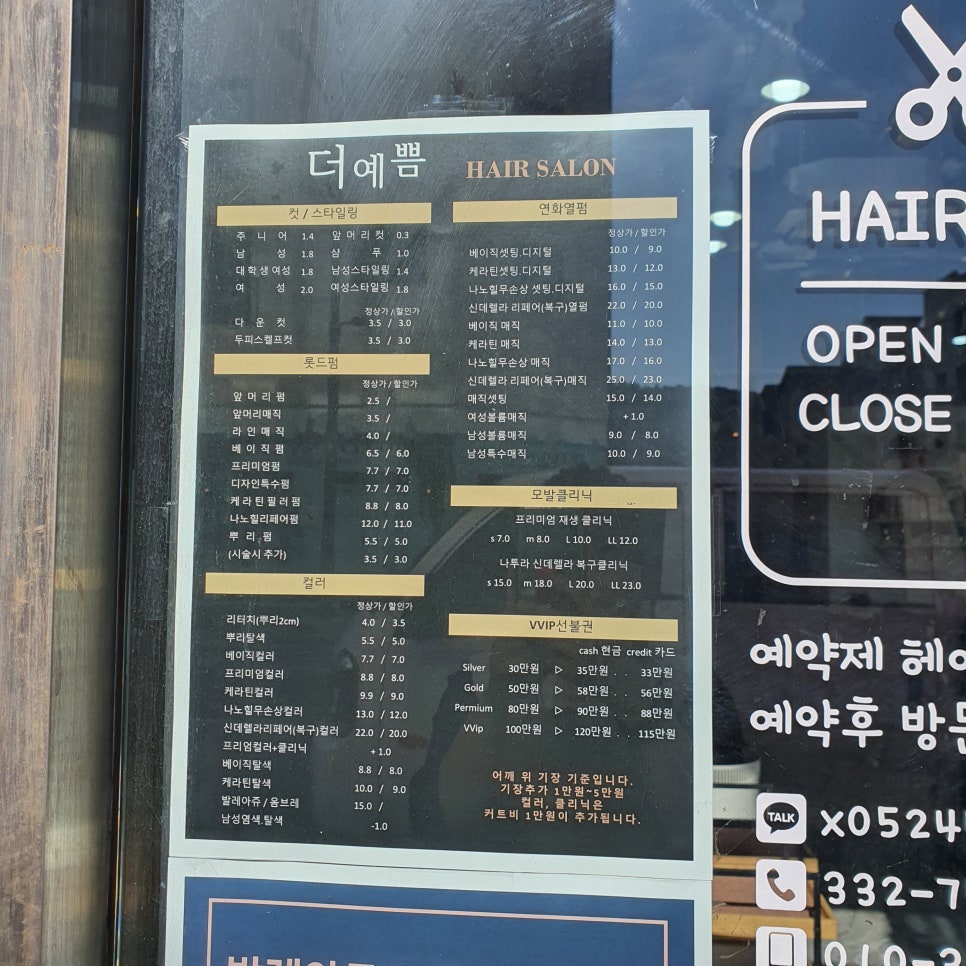 더예쁨 HAIR SALON
컷 / 스타일링
주 니 어 1.4 앞 머 리 컷 0.3
남 성 1.8 샴 푸 1.0
대학생여성 1.8 남성스타일링 1.4
여 성 2.0 여성스타일링 1.8
정상가 / 할인가
다 운 컷 3.5 / 3.0
두피스켈프컷 3.5 / 3.0
롯드펌
정상가 / 할인가
앞 머 리 펌 2.5 /
앞머리매직 3.5 /
라 인 매 직 4.0 /
베 이 직 펌 6.5 / 6.0
프리미엄펌 7.7 / 7.0
디자인특수펌 7.7 / 7.0
케 라 틴 필 러 펌 8.8 / 8.0
나노힐리페어펌 12.0 / 11.0
뿌 리 펌 5.5 / 5.0
(시술시 추가) 3.5 / 3.0
컬러
정상가 / 할인가
리터치(뿌리2cm) 4.0 / 3.5
뿌리탈색 5.5 / 5.0
베이직컬러 7.7 / 7.0
프리미엄컬러 8.8 / 8.0
케라틴컬러 9.9 / 9.0
나노힐무손상컬러 13.0 / 12.0
신데렐라리페어(복구)컬러 22.0 / 20.0
프리엄컬러+클리닉 + 1.0
베이직탈색 8.8 / 8.0
케라틴탈색 10.0 / 9.0
발레아쥬 / 옴브레 15.0 /
남성염색.탈색 -1.0
연화열펌
정상가 / 할인가
베이직셋팅.디지털 10.0 / 9.0
케라틴셋팅.디지털 13.0 / 12.0
나노힐무손상 셋팅.디지털 16.0 / 15.0
신데렐라 리페어(복구)열펌 22.0 / 20.0
베이직 매직 11.0 / 10.0
케라틴 매직 14.0 / 13.0
나노힐무손상 매직 17.0 / 16.0
신데렐라 리페어(복구)매직 25.0 / 23.0
매직셋팅 15.0 / 14.0
여성볼륨매직 + 1.0
남성볼륨매직 9.0 / 8.0
남성특수매직 10.0 / 9.0
모발클리닉
프리미엄 재생 클리닉
s 7.0 m 8.0 L 10.0 LL 12.0
나투라 신데렐라 복구클리닉
s 15.0 m 18.0 L 20.0 LL 23.0
VVIP선불권
cash 현금 credit 카드
Silver 30만원 ▷ 35만원 . . 33만원
Gold 50만원 ▷ 58만원 . . 56만원
Permium 80만원 ▷ 90만원 . . 88만원
VVip 100만원 ▷ 120만원 . . 115만원
어깨 위 기장 기준입니다.
기장추가 1만원~5만원
컬러, 클리닉은
커트비 1만원이 추가됩니다.
HAIR
OPEN
CLOSE
예약제 헤어
예약후 방문
TALK x0524
332-7
010-3